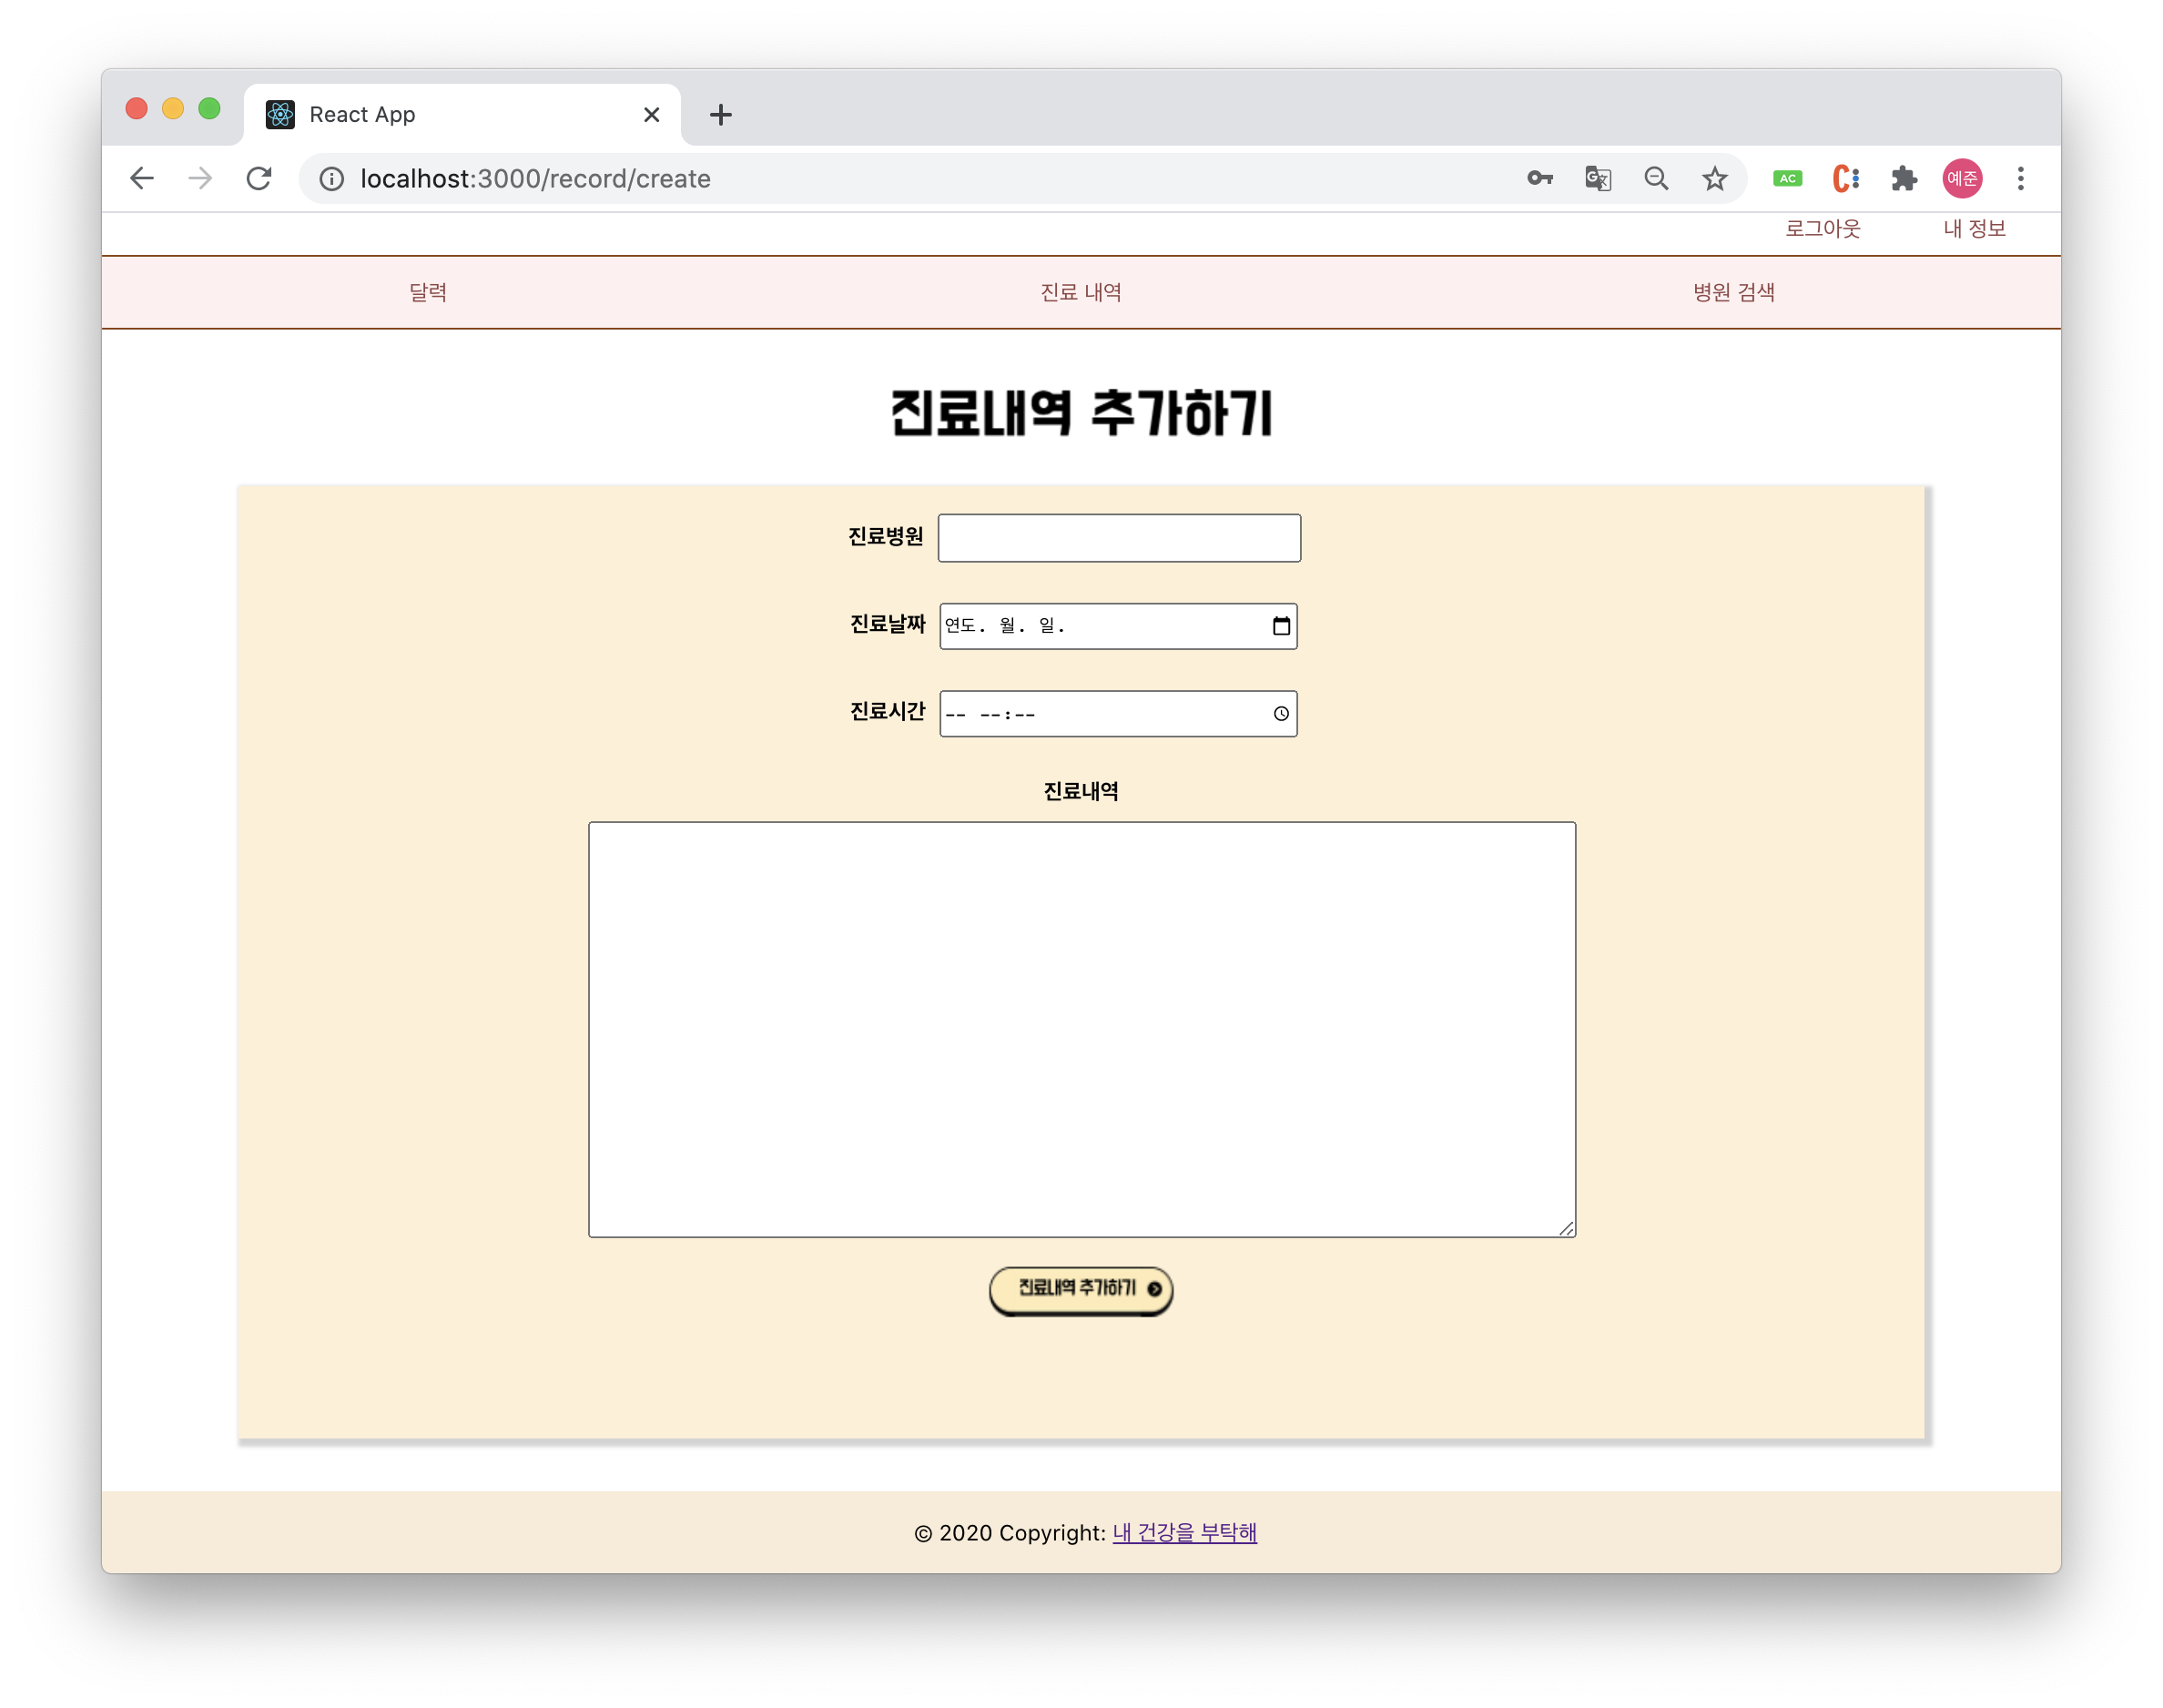 React App
localhost:3000/record/create
AC
예준
로그아웃 내 정보
달력 진료 내역 병원 검색
진료내역 추가하기
진료병원
진료날짜 연도. 월. 일.
진료시간 -- --:--
진료내역
진료내역 추가하기
© 2020 Copyright: 내 건강을 부탁해